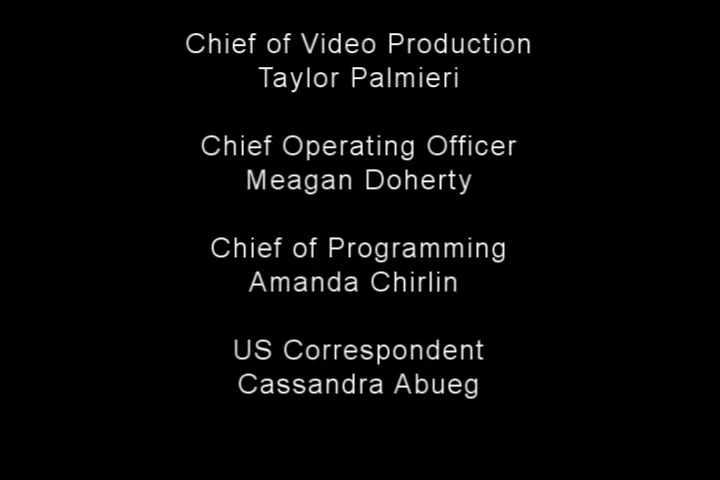 Chief of Video Production
Taylor Palmieri
Chief Operating Officer
Meagan Doherty
Chief of Programming
Amanda Chirlin
US Correspondent
Cassandra Abueg